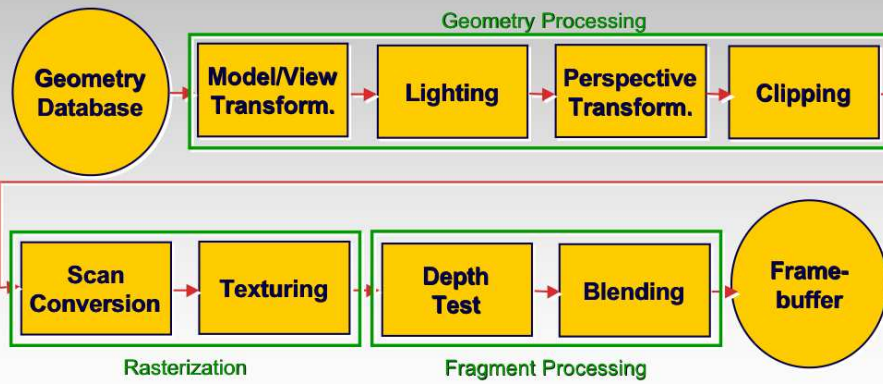 Geometry Processing
Geometry
Database
Model/View
Transform.
Lighting
Perspective
Transform.
Clipping
Scan
Conversion
Texturing
Depth
Test
Blending
Frame-
buffer
Rasterization
Fragment Processing